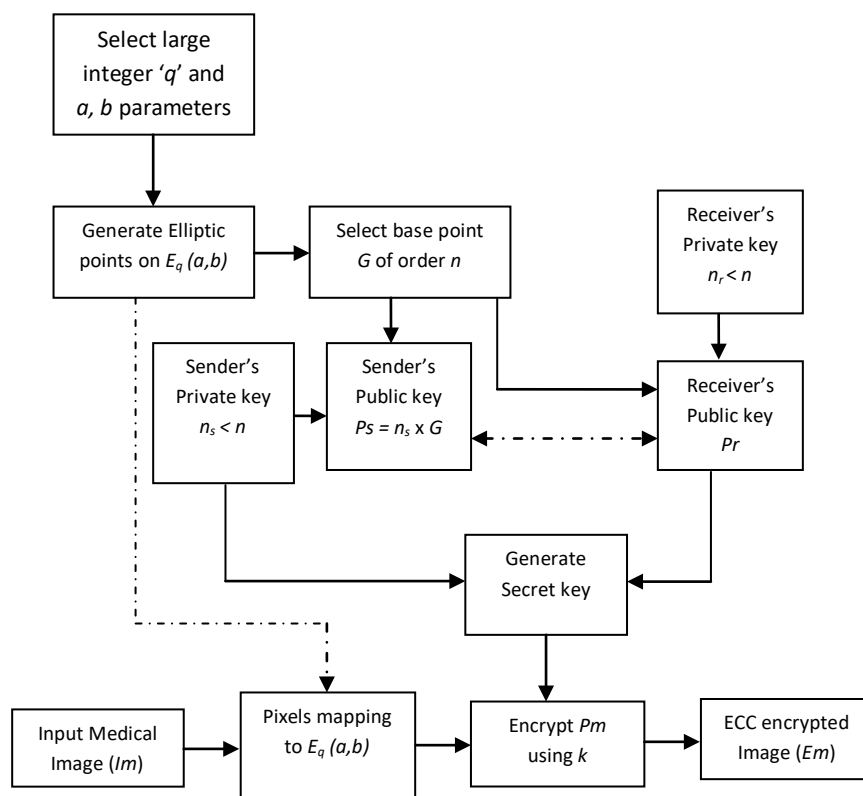 Select large
integer ‘q’ and
a, b parameters
Generate Elliptic
points on Eq (a,b)
Select base point
G of order n
Receiver’s
Private key
nr < n
Sender’s
Private key
ns < n
Sender’s
Public key
Ps = ns x G
Receiver’s
Public key
Pr
Generate
Secret key
Input Medical
Image (Im)
Pixels mapping
to Eq (a,b)
Encrypt Pm
using k
ECC encrypted
Image (Em)